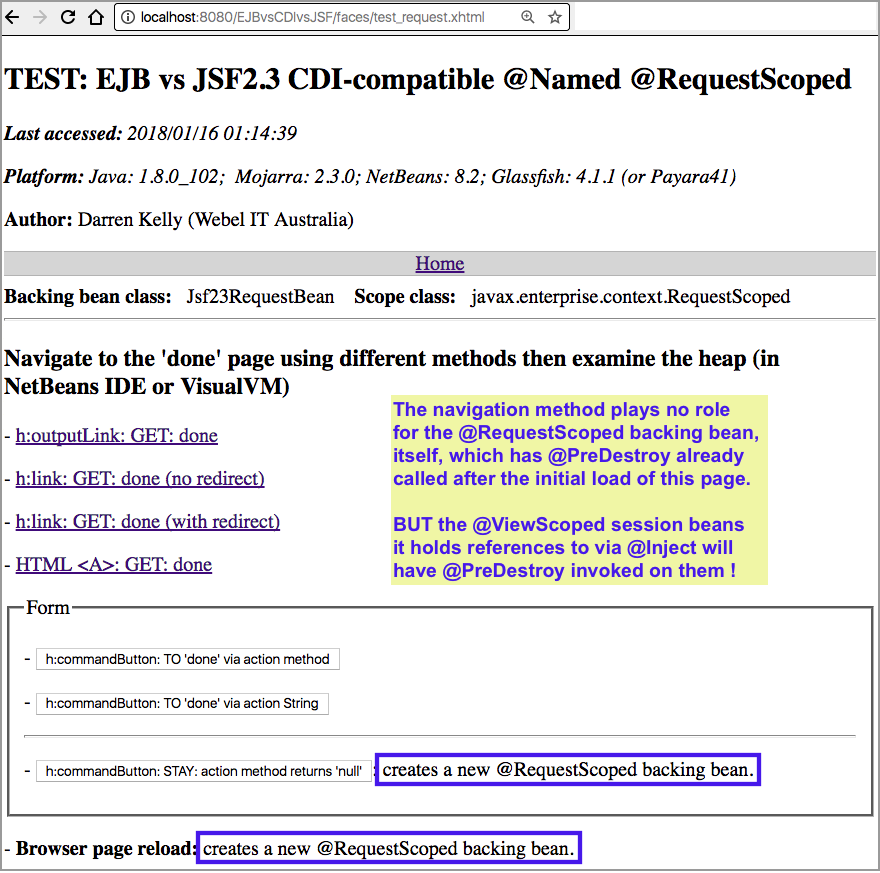 localhost:8080/EJBvsCDIvsJSF/faces/test_request.xhtml
TEST: EJB vs JSF2.3 CDI-compatible @Named @RequestScoped
Last accessed: 2018/01/16 01:14:39
Platform: Java: 1.8.0_102; Mojarra: 2.3.0; NetBeans: 8.2; Glassfish: 4.1.1 (or Payara41)
Author: Darren Kelly (Webel IT Australia)
Home
Backing bean class: Jsf23RequestBean Scope class: javax.enterprise.context.RequestScoped
Navigate to the 'done' page using different methods then examine the heap (in
NetBeans IDE or VisualVM)
- h:outputLink: GET: done
- h:link: GET: done (no redirect)
- h:link: GET: done (with redirect)
- HTML <A>: GET: done
The navigation method plays no role
for the @RequestScoped backing bean,
itself, which has @PreDestroy already
called after the initial load of this page.
BUT the @ViewScoped session beans
it holds references to via @Inject will
have @PreDestroy invoked on them !
Form
- h:commandButton: TO 'done' via action method
- h:commandButton: TO 'done' via action String
- h:commandButton: STAY: action method returns 'null' : creates a new @RequestScoped backing bean.
- Browser page reload: creates a new @RequestScoped backing bean.